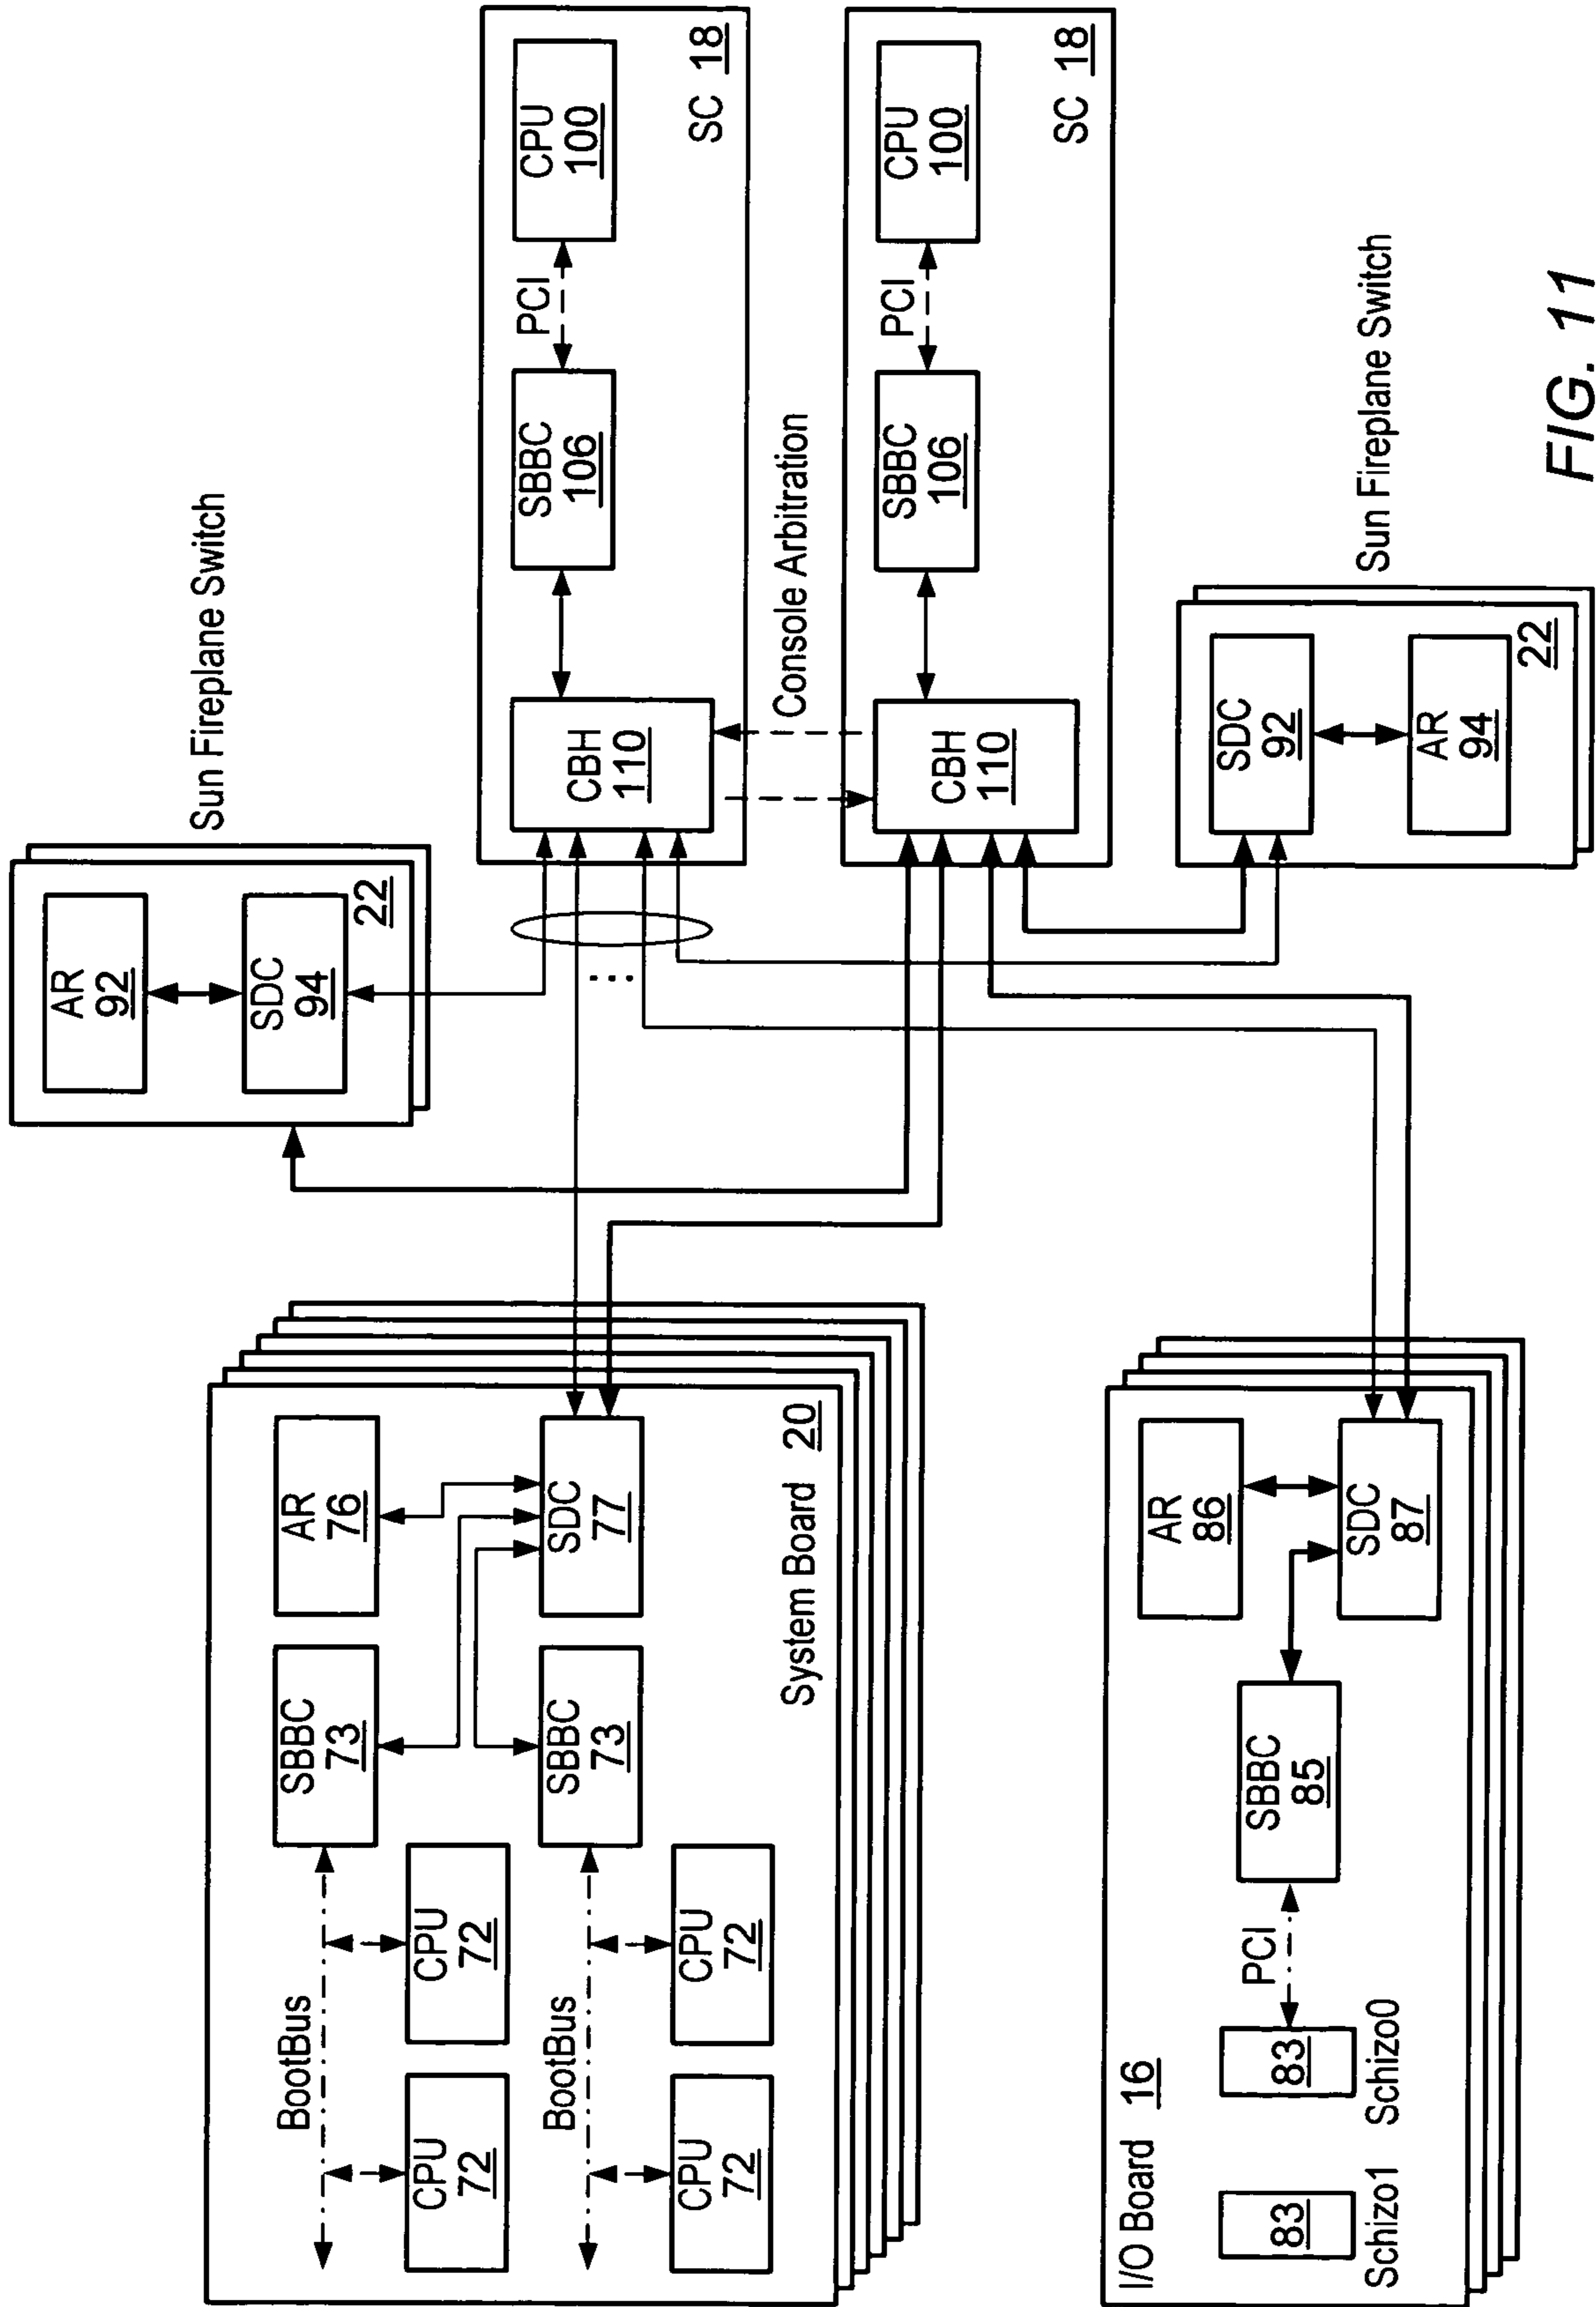 Sun Fireplane Switch
AR
92
SDC
94
22
CPU
100
PCI
SBBC
106
CBH
110
SC 18
Console Arbitration
CPU
100
PCI
SBBC
106
CBH
110
SC 18
Sun Fireplane Switch
SDC
92
AR
94
22
...
BootBus
SBBC
73
AR
76
CPU
72
CPU
72
BootBus
SBBC
73
SDC
77
CPU
72
CPU
72
System Board 20
I/O Board 16
AR
86
83
83
PCI
SBBC
85
SDC
87
Schizo1
Schizo0
FIG. 11